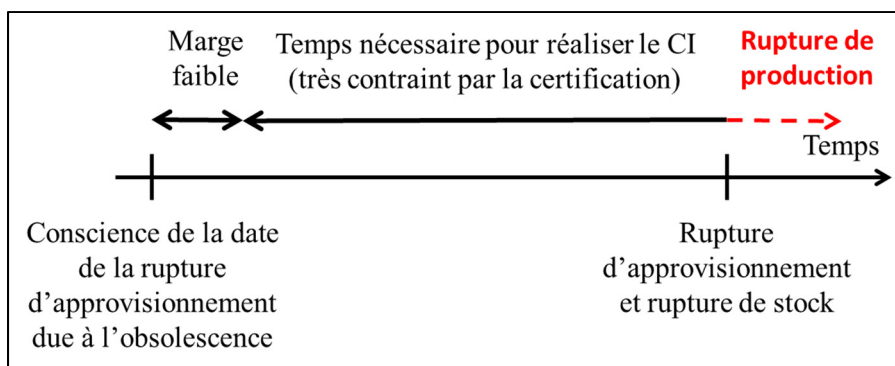 Marge
faible
Temps nécessaire pour réaliser le CI
(très contraint par la certification)
Rupture de
production
Temps
Conscience de la date
de la rupture
d'approvisionnement
due à l'obsolescence
Rupture
d'approvisionnement
et rupture de stock